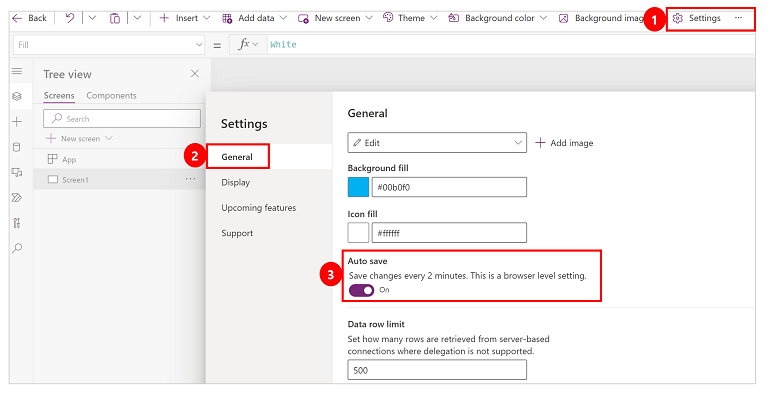 Back Insert Add data New screen Theme Background color Background imag 1 Settings ...
Fill = fx White
Tree view
Screens Components
Search
New screen
App
Screen1 ...
Settings
2 General
Display
Upcoming features
Support
General
Edit Add image
Background fill
#00b0f0
Icon fill
#ffffff
3 Auto save
Save changes every 2 minutes. This is a browser level setting.
On
Data row limit
Set how many rows are retrieved from server-based
connections where delegation is not supported.
500